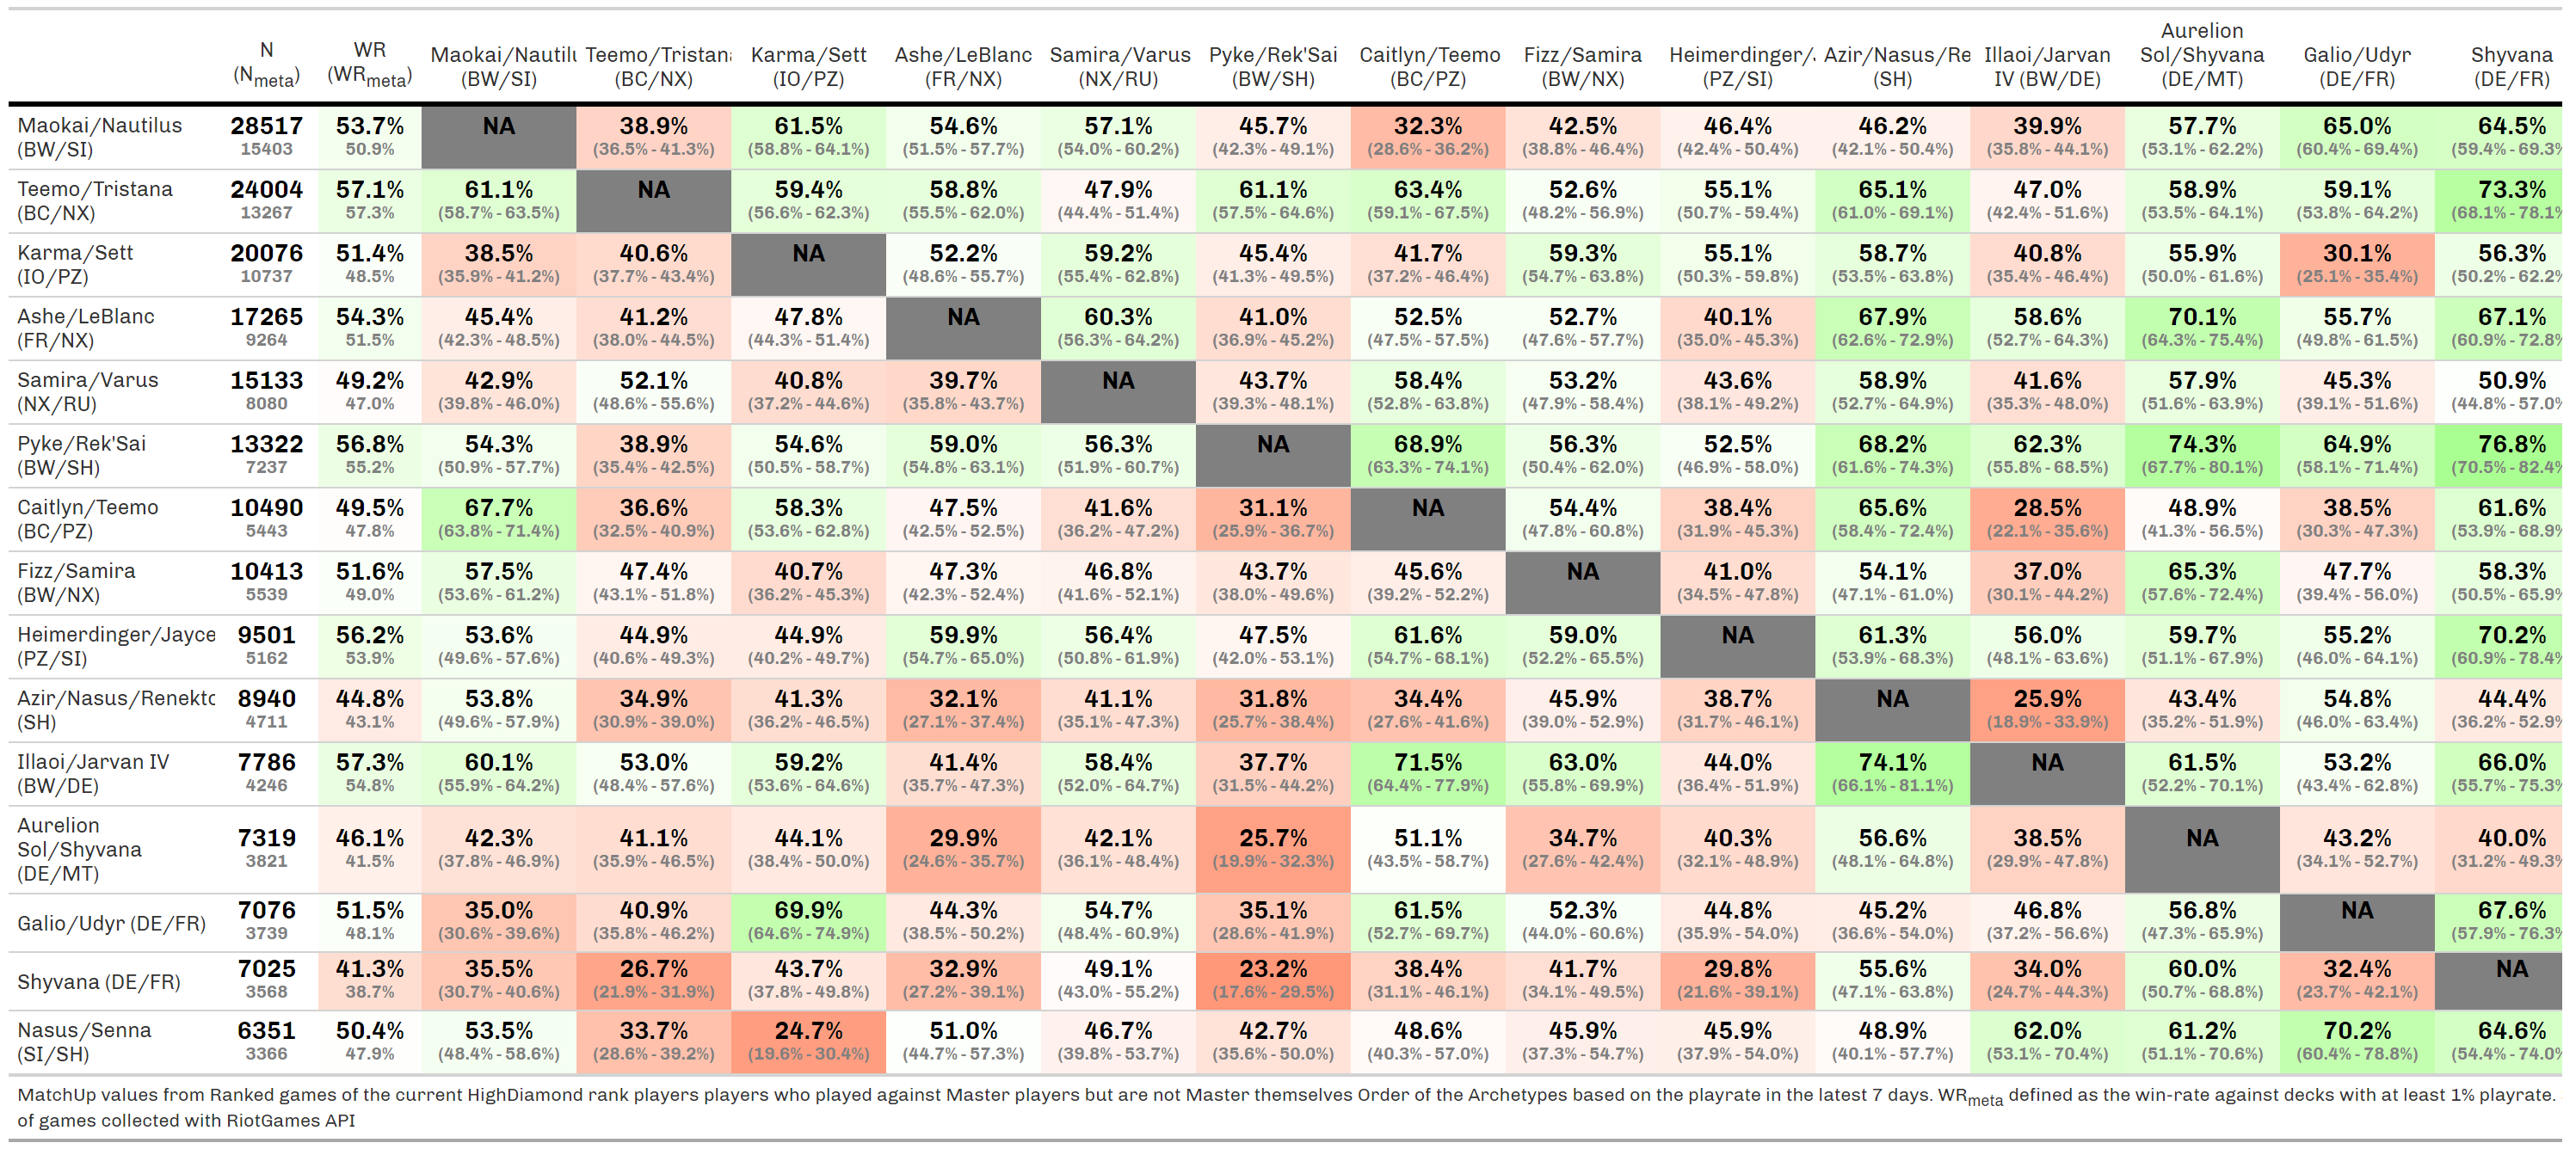 N (Nmeta) WR (WRmeta) Maokai/Nautilu (BW/SI) Teemo/Tristana (BC/NX) Karma/Sett (IO/PZ) Ashe/LeBlanc (FR/NX) Samira/Varus (NX/RU) Pyke/Rek'Sai (BW/SH) Caitlyn/Teemo (BC/PZ) Fizz/Samira (BW/NX) Heimerdinger/ (PZ/SI) Azir/Nasus/Re (SH) Illaoi/Jarvan IV (BW/DE) Aurelion Sol/Shyvana (DE/MT) Galio/Udyr (DE/FR) Shyvana (DE/FR)
Maokai/Nautilus 28517 53.7% NA 38.9% 61.5% 54.6% 57.1% 45.7% 32.3% 42.5% 46.4% 46.2% 39.9% 57.7% 65.0% 64.5%
(BW/SI) 15403 50.9% (36.5% - 41.3%) (58.8% - 64.1%) (51.5% - 57.7%) (54.0% - 60.2%) (42.3% - 49.1%) (28.6% - 36.2%) (38.8% - 46.4%) (42.4% - 50.4%) (42.1% - 50.4%) (35.8% - 44.1%) (53.1% - 62.2%) (60.4% - 69.4%) (59.4% - 69.3%
Teemo/Tristana 24004 57.1% 61.1% NA 59.4% 58.8% 47.9% 61.1% 63.4% 52.6% 55.1% 65.1% 47.0% 58.9% 59.1% 73.3%
(BC/NX) 13267 57.3% (58.7% - 63.5%) (56.6% - 62.3%) (55.5% - 62.0%) (44.4% - 51.4%) (57.5% - 64.6%) (59.1% - 67.5%) (48.2% - 56.9%) (50.7% - 59.4%) (61.0% - 69.1%) (42.4% - 51.6%) (53.5% - 64.1%) (53.8% - 64.2%) (68.1% - 78.1%
Karma/Sett 20076 51.4% 38.5% 40.6% NA 52.2% 59.2% 45.4% 41.7% 59.3% 55.1% 58.7% 40.8% 55.9% 30.1% 56.3%
(IO/PZ) 10737 48.5% (35.9% - 41.2%) (37.7% - 43.4%) (48.6% - 55.7%) (55.4% - 62.8%) (41.3% - 49.5%) (37.2% - 46.4%) (54.7% - 63.8%) (50.3% - 59.8%) (53.5% - 63.8%) (35.4% - 46.4%) (50.0% - 61.6%) (25.1% - 35.4%) (50.2% - 62.2%
Ashe/LeBlanc 17265 54.3% 45.4% 41.2% 47.8% NA 60.3% 41.0% 52.5% 52.7% 40.1% 67.9% 58.6% 70.1% 55.7% 67.1%
(FR/NX) 9264 51.5% (42.3% - 48.5%) (38.0% - 44.5%) (44.3% - 51.4%) (56.3% - 64.2%) (36.9% - 45.2%) (47.5% - 57.5%) (47.6% - 57.7%) (35.0% - 45.3%) (62.6% - 72.9%) (52.7% - 64.3%) (64.3% - 75.4%) (49.8% - 61.5%) (60.9% - 72.8%
Samira/Varus 15133 49.2% 42.9% 52.1% 40.8% 39.7% NA 43.7% 58.4% 53.2% 43.6% 58.9% 41.6% 57.9% 45.3% 50.9%
(NX/RU) 8080 47.0% (39.8% - 46.0%) (48.6% - 55.6%) (37.2% - 44.6%) (35.8% - 43.7%) (39.3% - 48.1%) (52.8% - 63.8%) (47.9% - 58.4%) (38.1% - 49.2%) (52.7% - 64.9%) (35.3% - 48.0%) (51.6% - 63.9%) (39.1% - 51.6%) (44.8% - 57.0%
Pyke/Rek'Sai 13322 56.8% 54.3% 38.9% 54.6% 59.0% 56.3% NA 68.9% 56.3% 52.5% 68.2% 62.3% 74.3% 64.9% 76.8%
(BW/SH) 7237 55.2% (50.9% - 57.7%) (35.4% - 42.5%) (50.5% - 58.7%) (54.8% - 63.1%) (51.9% - 60.7%) (63.3% - 74.1%) (50.4% - 62.0%) (46.9% - 58.0%) (61.6% - 74.3%) (55.8% - 68.5%) (67.7% - 80.1%) (58.1% - 71.4%) (70.5% - 82.4%
Caitlyn/Teemo 10490 49.5% 67.7% 36.6% 58.3% 47.5% 41.6% 31.1% NA 54.4% 38.4% 65.6% 28.5% 48.9% 38.5% 61.6%
(BC/PZ) 5443 47.8% (63.8% - 71.4%) (32.5% - 40.9%) (53.6% - 62.8%) (42.5% - 52.5%) (36.2% - 47.2%) (25.9% - 36.7%) (47.8% - 60.8%) (31.9% - 45.3%) (58.4% - 72.4%) (22.1% - 35.6%) (41.3% - 56.5%) (30.3% - 47.3%) (53.9% - 68.9%
Fizz/Samira 10413 51.6% 57.5% 47.4% 40.7% 47.3% 46.8% 43.7% 45.6% NA 41.0% 54.1% 37.0% 65.3% 47.7% 58.3%
(BW/NX) 5539 49.0% (53.6% - 61.2%) (43.1% - 51.8%) (36.2% - 45.3%) (42.3% - 52.4%) (41.6% - 52.1%) (38.0% - 49.6%) (39.2% - 52.2%) (34.5% - 47.8%) (47.1% - 61.0%) (30.1% - 44.2%) (57.6% - 72.4%) (39.4% - 56.0%) (50.5% - 65.9%
Heimerdinger/Jayce 9501 56.2% 53.6% 44.9% 44.9% 59.9% 56.4% 47.5% 61.6% 59.0% NA 61.3% 56.0% 59.7% 55.2% 70.2%
(PZ/SI) 5162 53.9% (49.6% - 57.6%) (40.6% - 49.3%) (40.2% - 49.7%) (54.7% - 65.0%) (50.8% - 61.9%) (42.0% - 53.1%) (54.7% - 68.1%) (52.2% - 65.5%) (53.9% - 68.3%) (48.1% - 63.6%) (51.1% - 67.9%) (46.0% - 64.1%) (60.9% - 78.4%
Azir/Nasus/Renektc 8940 44.8% 53.8% 34.9% 41.3% 32.1% 41.1% 31.8% 34.4% 45.9% 38.7% NA 25.9% 43.4% 54.8% 44.4%
(SH) 4711 43.1% (49.6% - 57.9%) (30.9% - 39.0%) (36.2% - 46.5%) (27.1% - 37.4%) (35.1% - 47.3%) (25.7% - 38.4%) (27.6% - 41.6%) (39.0% - 52.9%) (31.7% - 46.1%) (18.9% - 33.9%) (35.2% - 51.9%) (46.0% - 63.4%) (36.2% - 52.9%
Illaoi/Jarvan IV 7786 57.3% 60.1% 53.0% 59.2% 41.4% 58.4% 37.7% 71.5% 63.0% 44.0% 74.1% NA 61.5% 53.2% 66.0%
(BW/DE) 4246 54.8% (55.9% - 64.2%) (48.4% - 57.6%) (53.6% - 64.6%) (35.7% - 47.3%) (52.0% - 64.7%) (31.5% - 44.2%) (64.4% - 77.9%) (55.8% - 69.9%) (36.4% - 51.9%) (66.1% - 81.1%) (52.2% - 70.1%) (43.4% - 62.8%) (55.7% - 75.3%
Aurelion
Sol/Shyvana 7319 46.1% 42.3% 41.1% 44.1% 29.9% 42.1% 25.7% 51.1% 34.7% 40.3% 56.6% 38.5% NA 43.2% 40.0%
(DE/MT) 3821 41.5% (37.8% - 46.9%) (35.9% - 46.5%) (38.4% - 50.0%) (24.6% - 35.7%) (36.1% - 48.4%) (19.9% - 32.3%) (43.5% - 58.7%) (27.6% - 42.4%) (32.1% - 48.9%) (48.1% - 64.8%) (29.9% - 47.8%) (34.1% - 52.7%) (31.2% - 49.3%
Galio/Udyr (DE/FR) 7076 51.5% 35.0% 40.9% 69.9% 44.3% 54.7% 35.1% 61.5% 52.3% 44.8% 45.2% 46.8% 56.8% NA 67.6%
3739 48.1% (30.6% - 39.6%) (35.8% - 46.2%) (64.6% - 74.9%) (38.5% - 50.2%) (48.4% - 60.9%) (28.6% - 41.9%) (52.7% - 69.7%) (44.0% - 60.6%) (35.9% - 54.0%) (36.6% - 54.0%) (37.2% - 56.6%) (47.3% - 65.9%) (57.9% - 76.3%
Shyvana (DE/FR) 7025 41.3% 35.5% 26.7% 43.7% 32.9% 49.1% 23.2% 38.4% 41.7% 29.8% 55.6% 34.0% 60.0% 32.4% NA
3568 38.7% (30.7% - 40.6%) (21.9% - 31.9%) (37.8% - 49.8%) (27.2% - 39.1%) (43.0% - 55.2%) (17.6% - 29.5%) (31.1% - 46.1%) (34.1% - 49.5%) (21.6% - 39.1%) (47.1% - 63.8%) (24.7% - 44.3%) (50.7% - 68.8%) (23.7% - 42.1%)
Nasus/Senna 6351 50.4% 53.5% 33.7% 24.7% 51.0% 46.7% 42.7% 48.6% 45.9% 45.9% 48.9% 62.0% 61.2% 70.2% 64.6%
(SI/SH) 3366 47.9% (48.4% - 58.6%) (28.6% - 39.2%) (19.6% - 30.4%) (44.7% - 57.3%) (39.8% - 53.7%) (35.6% - 50.0%) (40.3% - 57.0%) (37.3% - 54.7%) (37.9% - 54.0%) (40.1% - 57.7%) (53.1% - 70.4%) (51.1% - 70.6%) (60.4% - 78.8%) (54.4% - 74.0%
MatchUp values from Ranked games of the current HighDiamond rank players players who played against Master players but are not Master themselves Order of the Archetypes based on the playrate in the latest 7 days. WRmeta defined as the win-rate against decks with at least 1% playrate.
of games collected with RiotGames API